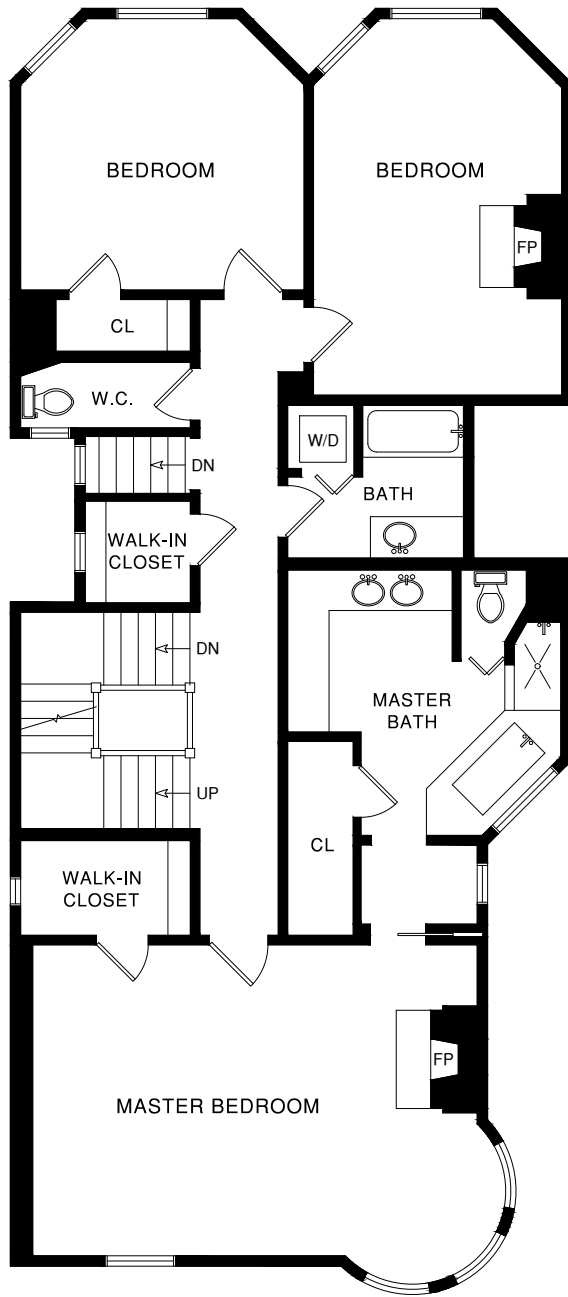 BEDROOM
BEDROOM
FP
CL
W.C.
W/D
DN
BATH
WALK-IN
CLOSET
DN
MASTER
BATH
UP
CL
WALK-IN
CLOSET
FP
MASTER BEDROOM